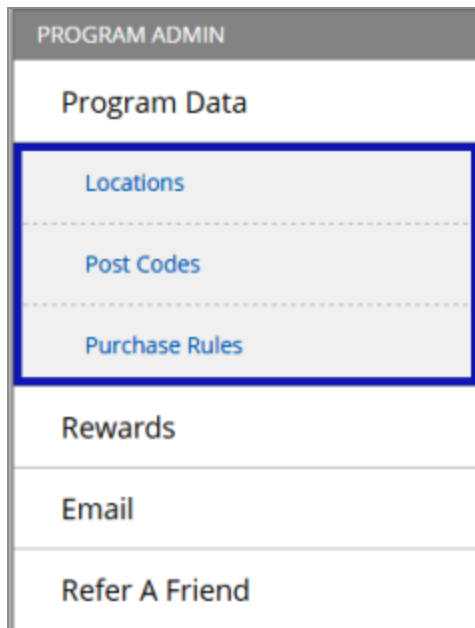 PROGRAM ADMIN
Program Data
Locations
Post Codes
Purchase Rules
Rewards
Email
Refer A Friend